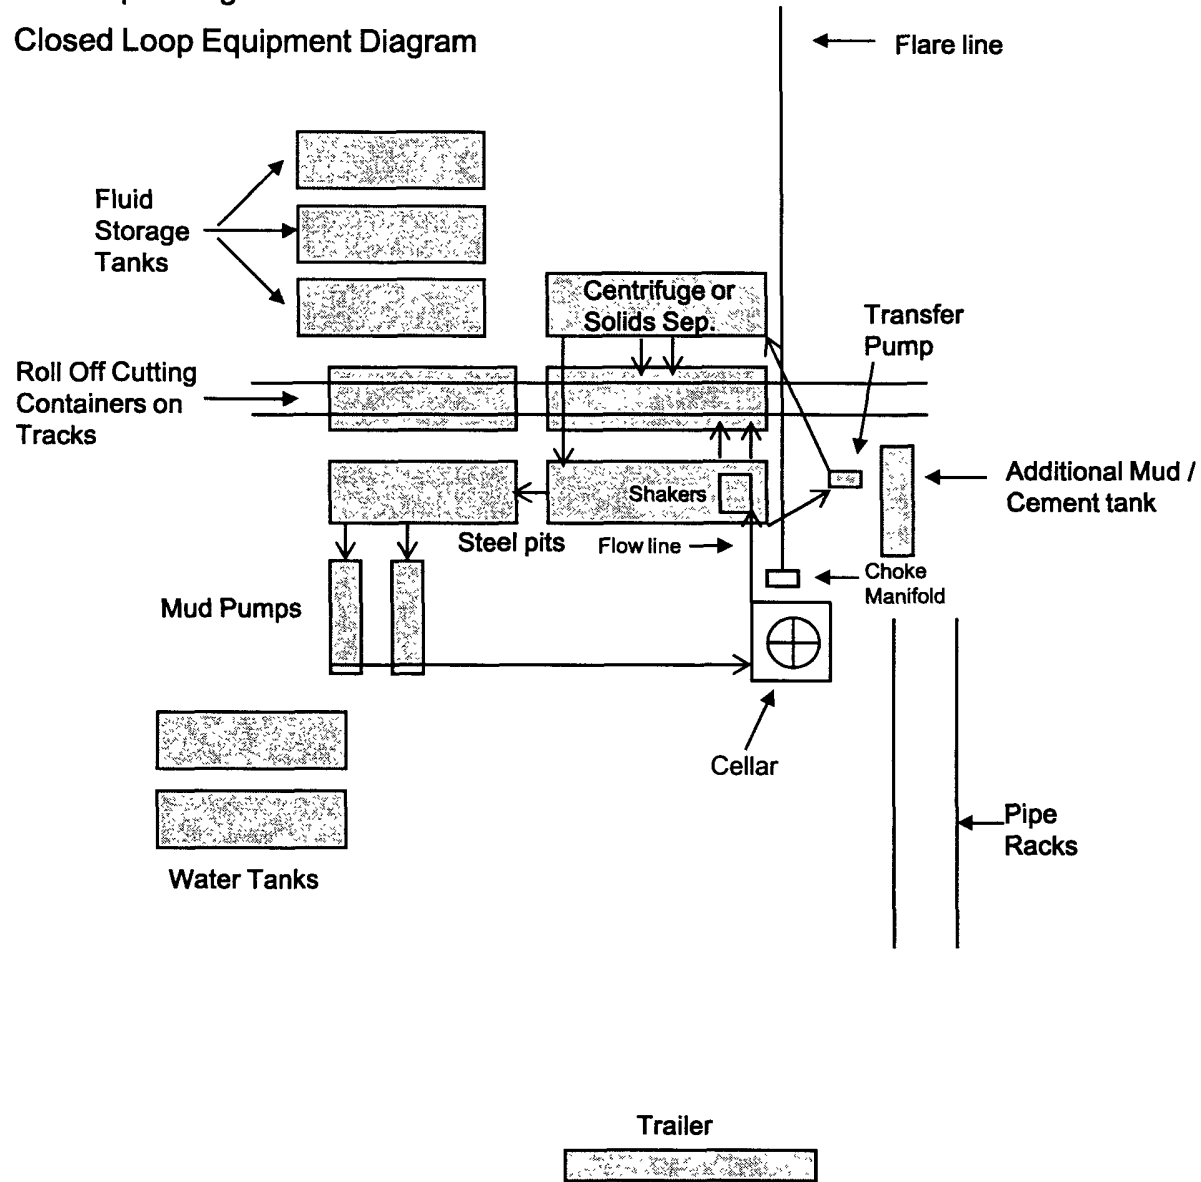 Closed Loop Equipment Diagram
Flare line
Fluid
Storage
Tanks
Centrifuge or
Solids Sep.
Transfer
Pump
Roll Off Cutting
Containers on
Tracks
Shakers
Additional Mud /
Cement tank
Steel pits
Flow line
Choke
Manifold
Mud Pumps
Cellar
Pipe
Racks
Water Tanks
Trailer